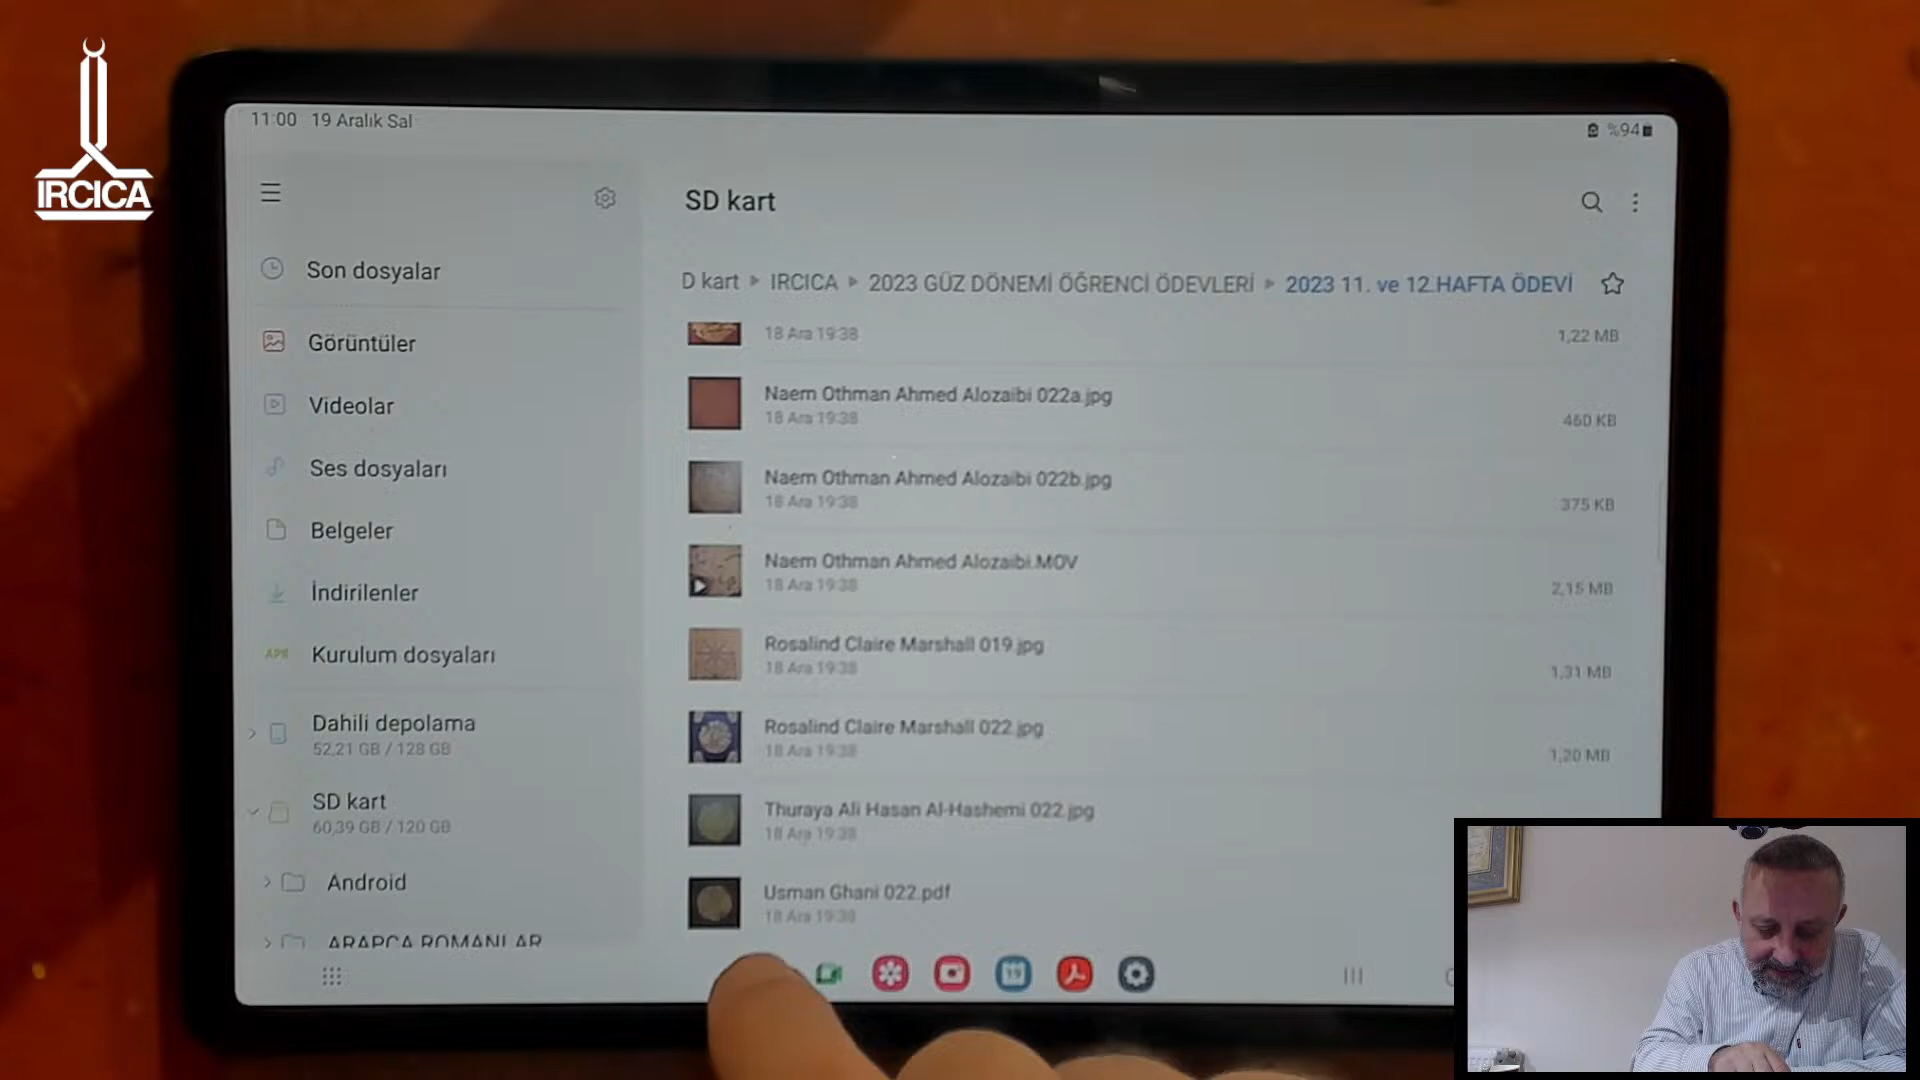 IRCICA
11:00 19 Aralık Sal
%94
SD kart
Son dosyalar
D kart ▸ IRCICA ▸ 2023 GÜZ DÖNEMİ ÖĞRENCİ ÖDEVLERİ ▸ 2023 11. ve 12.HAFTA ÖDEVİ
Görüntüler
Videolar
Ses dosyaları
Belgeler
İndirilenler
APK Kurulum dosyaları
Dahili depolama
52,21 GB / 128 GB
SD kart
60,39 GB / 120 GB
Android
ARAPÇA ROMANLAR
18 Ara 19:38
1,22 MB
Naem Othman Ahmed Alozaibi 022a.jpg
18 Ara 19:38
460 KB
Naem Othman Ahmed Alozaibi 022b.jpg
18 Ara 19:38
375 KB
Naem Othman Ahmed Alozaibi.MOV
18 Ara 19:38
2,15 MB
Rosalind Claire Marshall 019.jpg
18 Ara 19:38
1,31 MB
Rosalind Claire Marshall 022.jpg
18 Ara 19:38
1,20 MB
Thuraya Ali Hasan Al-Hashemi 022.jpg
18 Ara 19:38
Usman Ghani 022.pdf
18 Ara 19:38
19